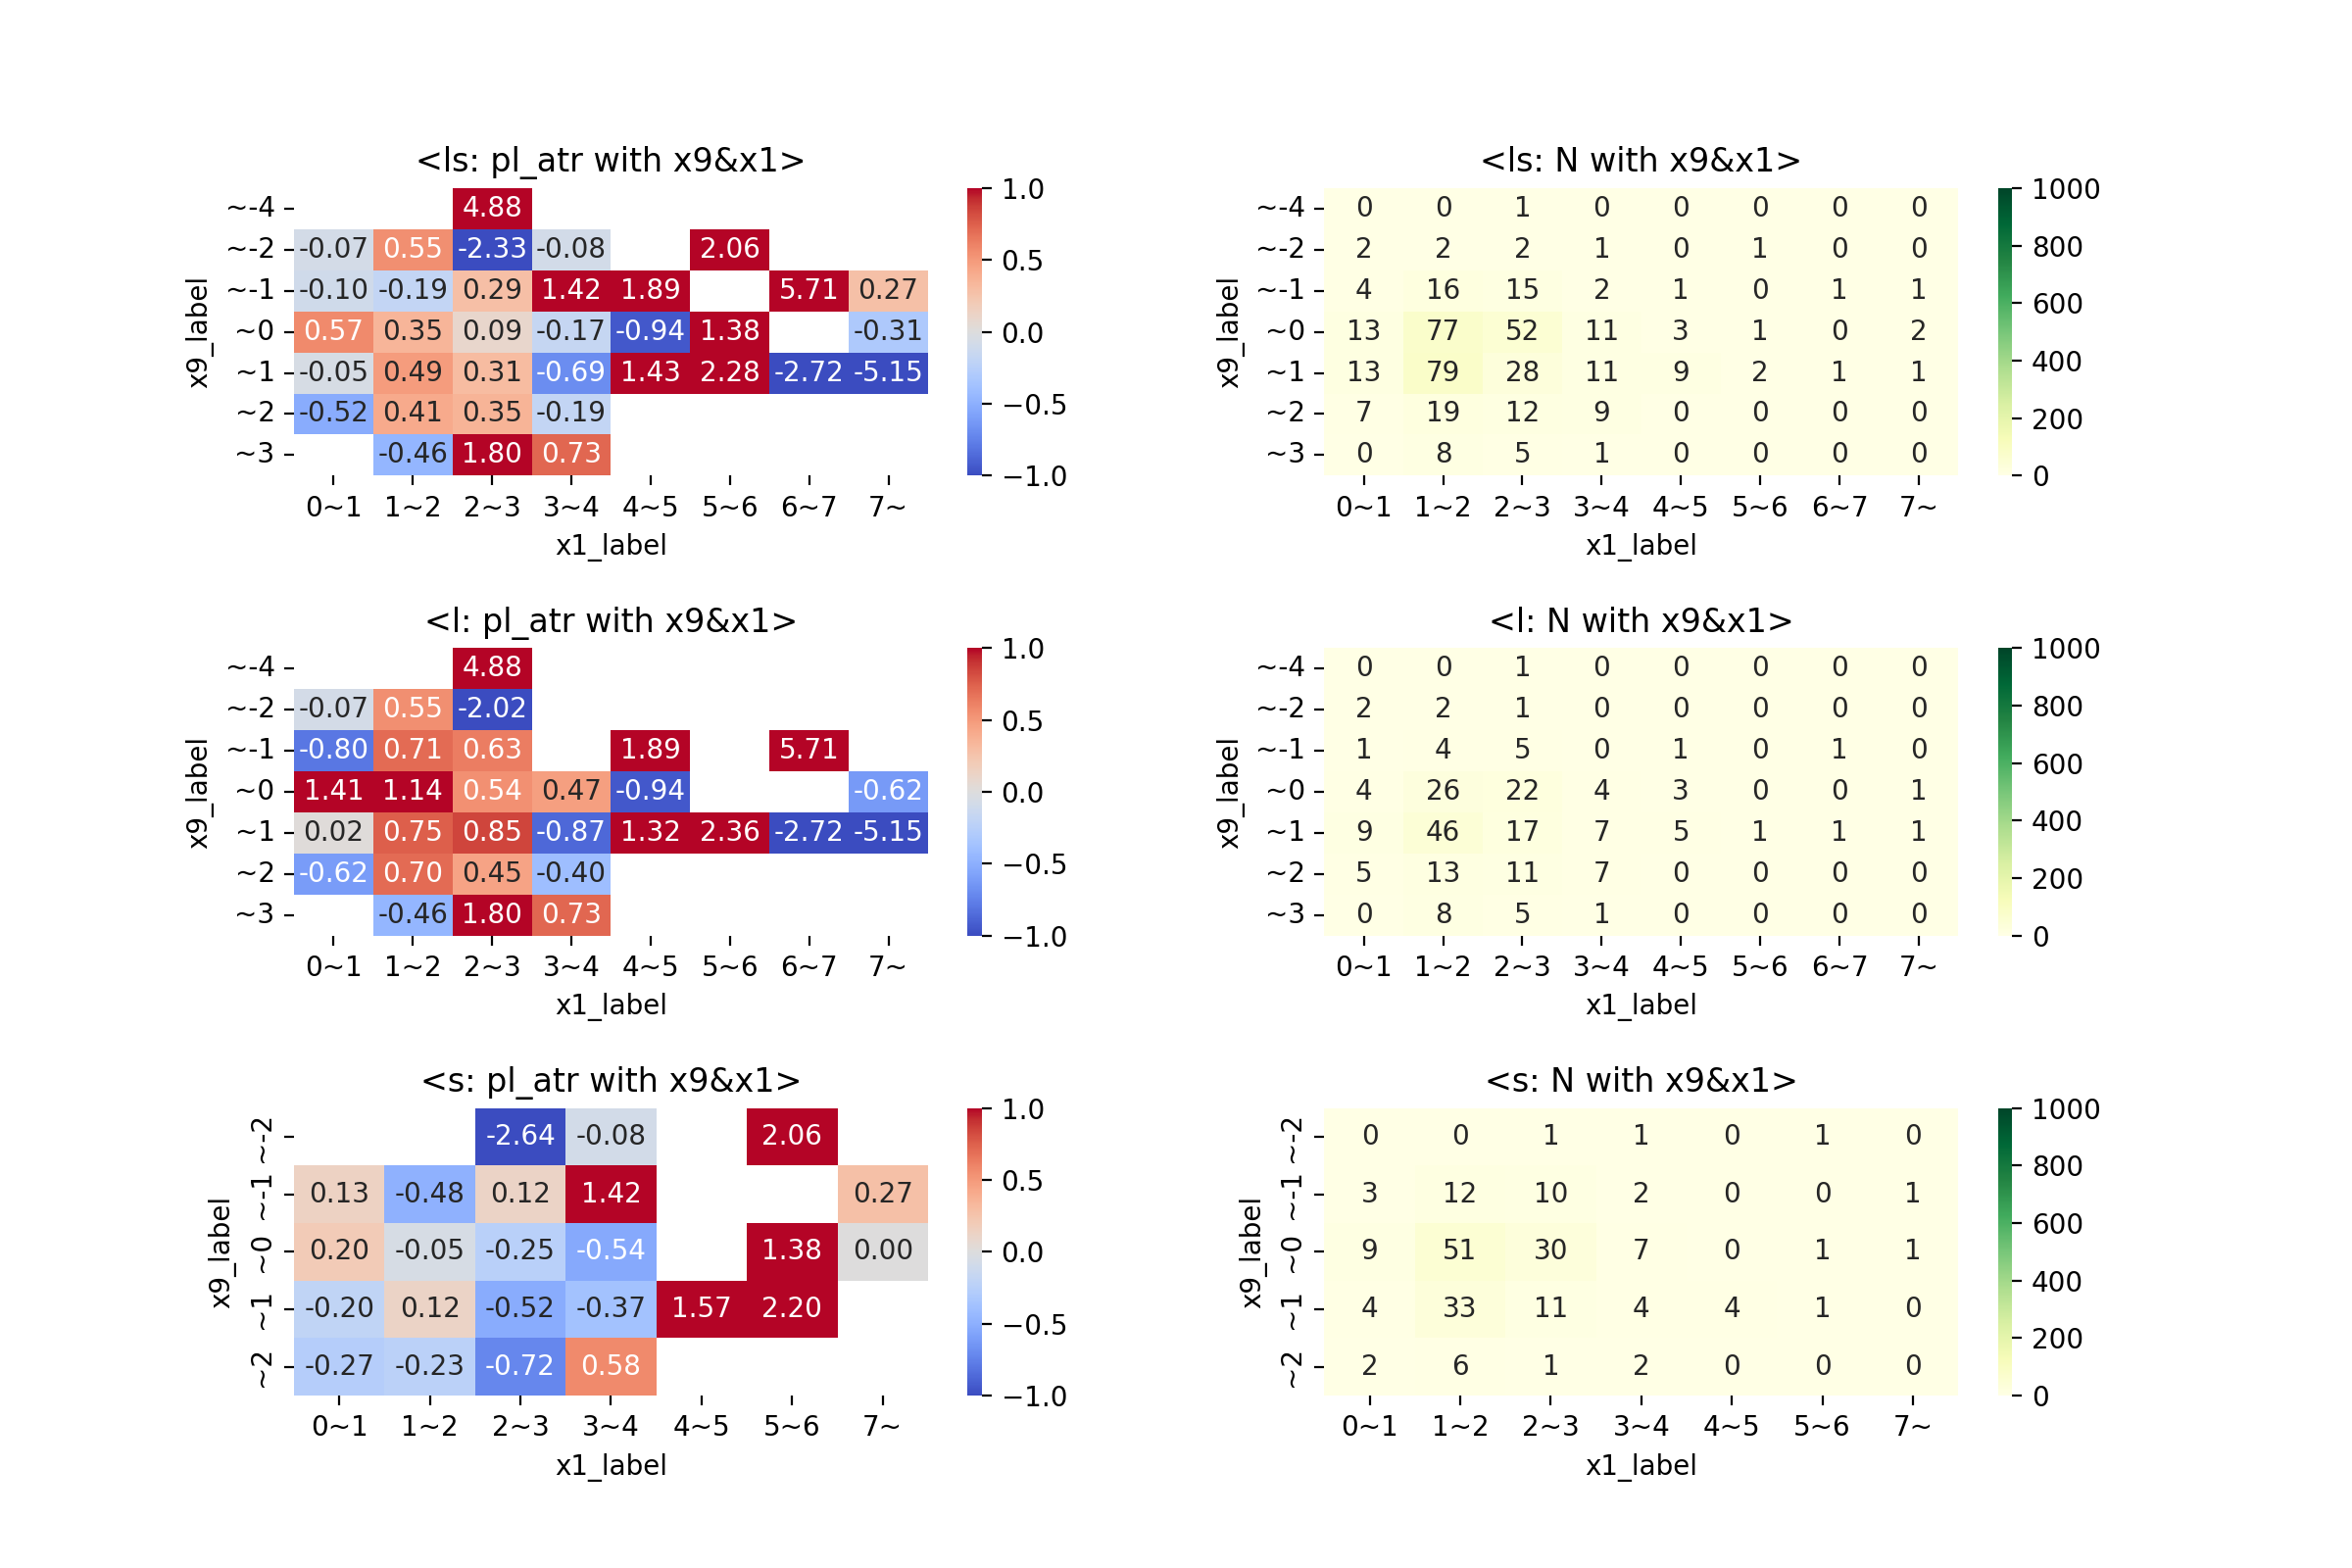 <ls: pl_atr with x9&x1>
x9_label
~-4 4.88
~-2 -0.07 0.55 -2.33 -0.08 2.06
~-1 -0.10 -0.19 0.29 1.42 1.89 5.71 0.27
~0 0.57 0.35 0.09 -0.17 -0.94 1.38 -0.31
~1 -0.05 0.49 0.31 -0.69 1.43 2.28 -2.72 -5.15
~2 -0.52 0.41 0.35 -0.19
~3 -0.46 1.80 0.73
0~1 1~2 2~3 3~4 4~5 5~6 6~7 7~
x1_label
1.0
0.5
0.0
−0.5
−1.0
<ls: N with x9&x1>
x9_label
~-4 0 0 1 0 0 0 0 0
~-2 2 2 2 1 0 1 0 0
~-1 4 16 15 2 1 0 1 1
~0 13 77 52 11 3 1 0 2
~1 13 79 28 11 9 2 1 1
~2 7 19 12 9 0 0 0 0
~3 0 8 5 1 0 0 0 0
0~1 1~2 2~3 3~4 4~5 5~6 6~7 7~
x1_label
1000
800
600
400
200
0
<l: pl_atr with x9&x1>
x9_label
~-4 4.88
~-2 -0.07 0.55 -2.02
~-1 -0.80 0.71 0.63 1.89 5.71
~0 1.41 1.14 0.54 0.47 -0.94 -0.62
~1 0.02 0.75 0.85 -0.87 1.32 2.36 -2.72 -5.15
~2 -0.62 0.70 0.45 -0.40
~3 -0.46 1.80 0.73
0~1 1~2 2~3 3~4 4~5 5~6 6~7 7~
x1_label
1.0
0.5
0.0
−0.5
−1.0
<l: N with x9&x1>
x9_label
~-4 0 0 1 0 0 0 0 0
~-2 2 2 1 0 0 0 0 0
~-1 1 4 5 0 1 0 1 0
~0 4 26 22 4 3 0 0 1
~1 9 46 17 7 5 1 1 1
~2 5 13 11 7 0 0 0 0
~3 0 8 5 1 0 0 0 0
0~1 1~2 2~3 3~4 4~5 5~6 6~7 7~
x1_label
1000
800
600
400
200
0
<s: pl_atr with x9&x1>
x9_label
~-2 -2.64 -0.08 2.06
~-1 0.13 -0.48 0.12 1.42 0.27
~0 0.20 -0.05 -0.25 -0.54 1.38 0.00
~1 -0.20 0.12 -0.52 -0.37 1.57 2.20
~2 -0.27 -0.23 -0.72 0.58
0~1 1~2 2~3 3~4 4~5 5~6 7~
x1_label
1.0
0.5
0.0
−0.5
−1.0
<s: N with x9&x1>
x9_label
~-2 0 0 1 1 0 1 0
~-1 3 12 10 2 0 0 1
~0 9 51 30 7 0 1 1
~1 4 33 11 4 4 1 0
~2 2 6 1 2 0 0 0
0~1 1~2 2~3 3~4 4~5 5~6 7~
x1_label
1000
800
600
400
200
0